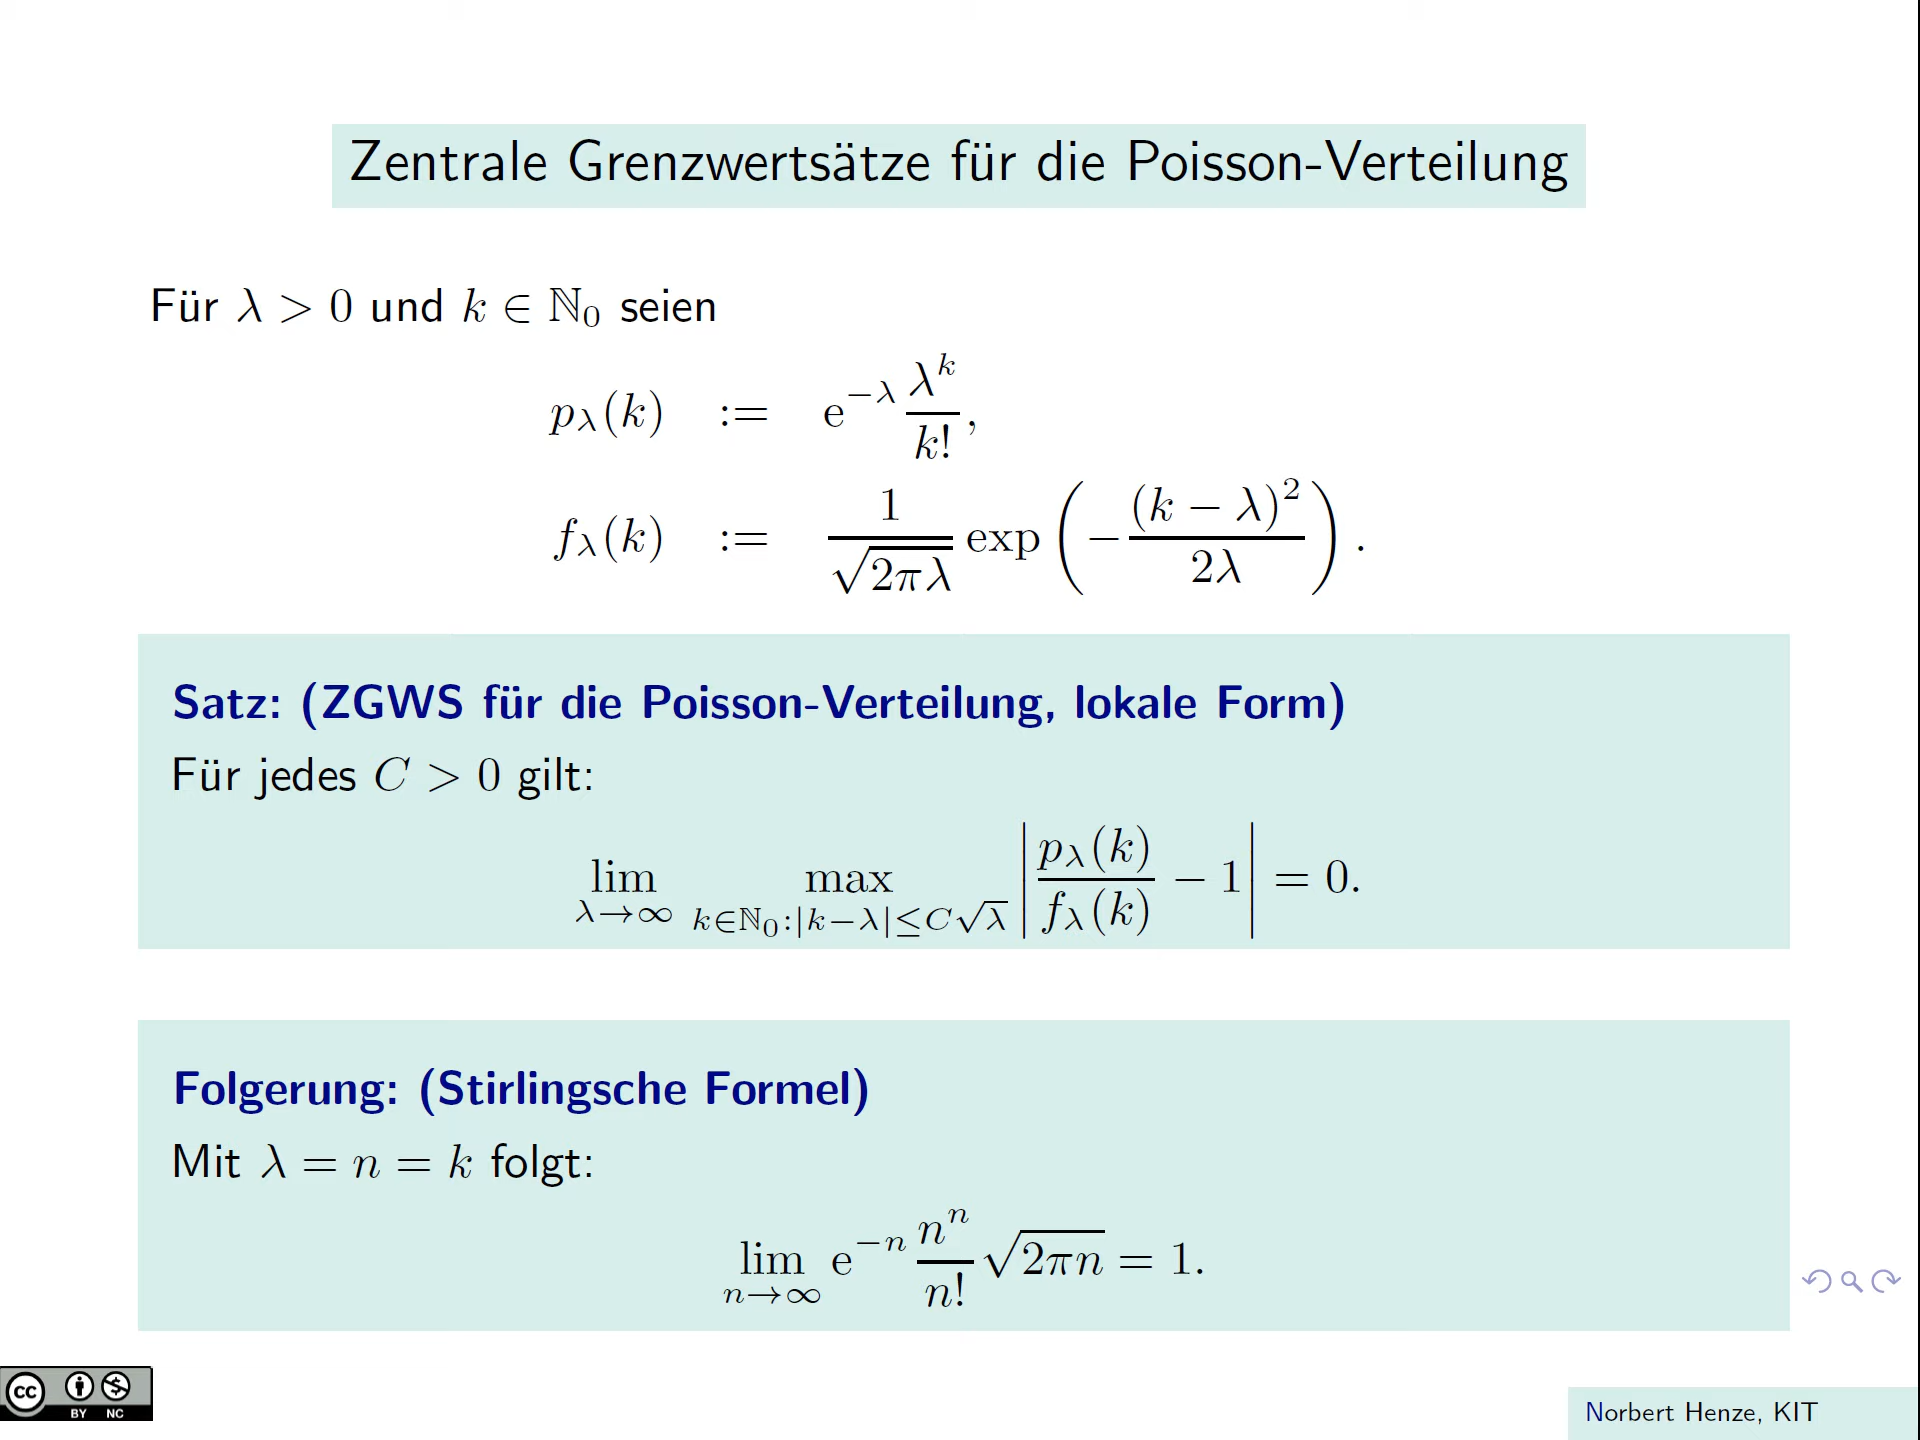 Zentrale Grenzwertsätze für die Poisson-Verteilung
Für λ > 0 und k ∈ ℕ₀ seien
p_λ(k) := e^{−λ} λ^k / k!,
f_λ(k) := 1/√(2πλ) exp(−(k − λ)²/(2λ)).
Satz: (ZGWS für die Poisson-Verteilung, lokale Form)
Für jedes C > 0 gilt:
lim_{λ→∞} max_{k∈ℕ₀:|k−λ|≤C√λ} |p_λ(k)/f_λ(k) − 1| = 0.
Folgerung: (Stirlingsche Formel)
Mit λ = n = k folgt:
lim_{n→∞} e^{−n} n^n/n! √(2πn) = 1.
cc BY NC
Norbert Henze, KIT